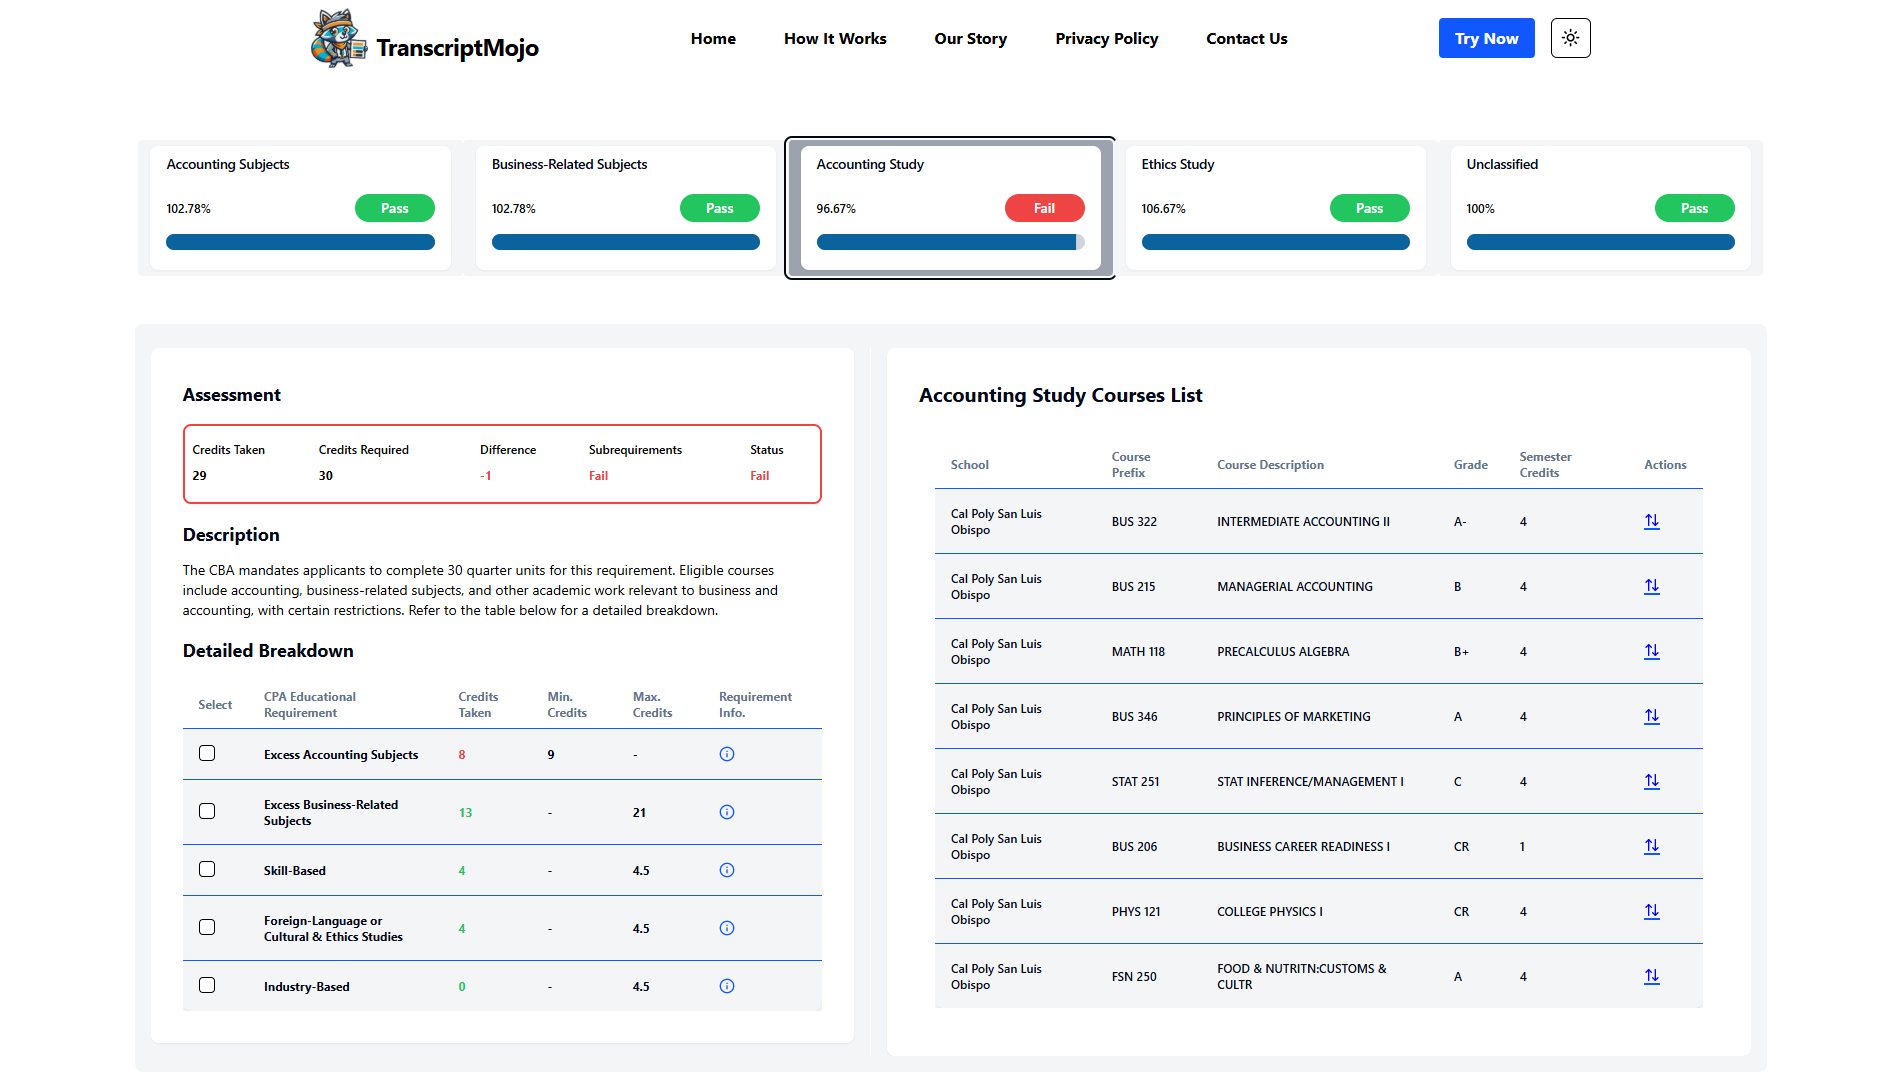 TranscriptMojo
Home
How It Works
Our Story
Privacy Policy
Contact Us
Try Now
Accounting Subjects
102.78%
Pass
Business-Related Subjects
102.78%
Pass
Accounting Study
96.67%
Fail
Ethics Study
106.67%
Pass
Unclassified
100%
Pass
Assessment
Credits Taken
Credits Required
Difference
Subrequirements
Status
29
30
-1
Fail
Fail
Description
The CBA mandates applicants to complete 30 quarter units for this requirement. Eligible courses
include accounting, business-related subjects, and other academic work relevant to business and
accounting, with certain restrictions. Refer to the table below for a detailed breakdown.
Detailed Breakdown
Select
CPA Educational
Requirement
Credits
Taken
Min.
Credits
Max.
Credits
Requirement
Info.
Excess Accounting Subjects
8
9
-
Excess Business-Related
Subjects
13
-
21
Skill-Based
4
-
4.5
Foreign-Language or
Cultural & Ethics Studies
4
-
4.5
Industry-Based
0
-
4.5
Accounting Study Courses List
School
Course
Prefix
Course Description
Grade
Semester
Credits
Actions
Cal Poly San Luis
Obispo
BUS 322
INTERMEDIATE ACCOUNTING II
A-
4
Cal Poly San Luis
Obispo
BUS 215
MANAGERIAL ACCOUNTING
B
4
Cal Poly San Luis
Obispo
MATH 118
PRECALCULUS ALGEBRA
B+
4
Cal Poly San Luis
Obispo
BUS 346
PRINCIPLES OF MARKETING
A
4
Cal Poly San Luis
Obispo
STAT 251
STAT INFERENCE/MANAGEMENT I
C
4
Cal Poly San Luis
Obispo
BUS 206
BUSINESS CAREER READINESS I
CR
1
Cal Poly San Luis
Obispo
PHYS 121
COLLEGE PHYSICS I
CR
4
Cal Poly San Luis
Obispo
FSN 250
FOOD & NUTRITN:CUSTOMS &
CULTR
A
4